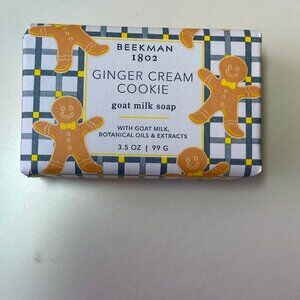 BEEKMAN
1802
GINGER CREAM
COOKIE
goat milk soap
WITH GOAT MILK,
BOTANICAL OILS & EXTRACTS
3.5 OZ | 99 G